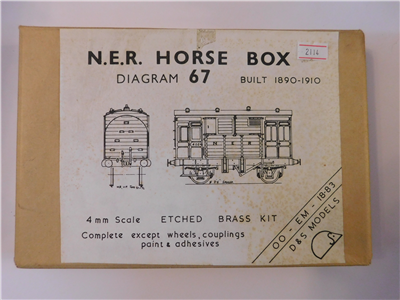 N.E.R. HORSE BOX
DIAGRAM 67 BUILT 1890-1910
4mm Scale ETCHED BRASS KIT
Complete except wheels, couplings
paint & adhesives
OO - EM - 18·83
D&S MODELS